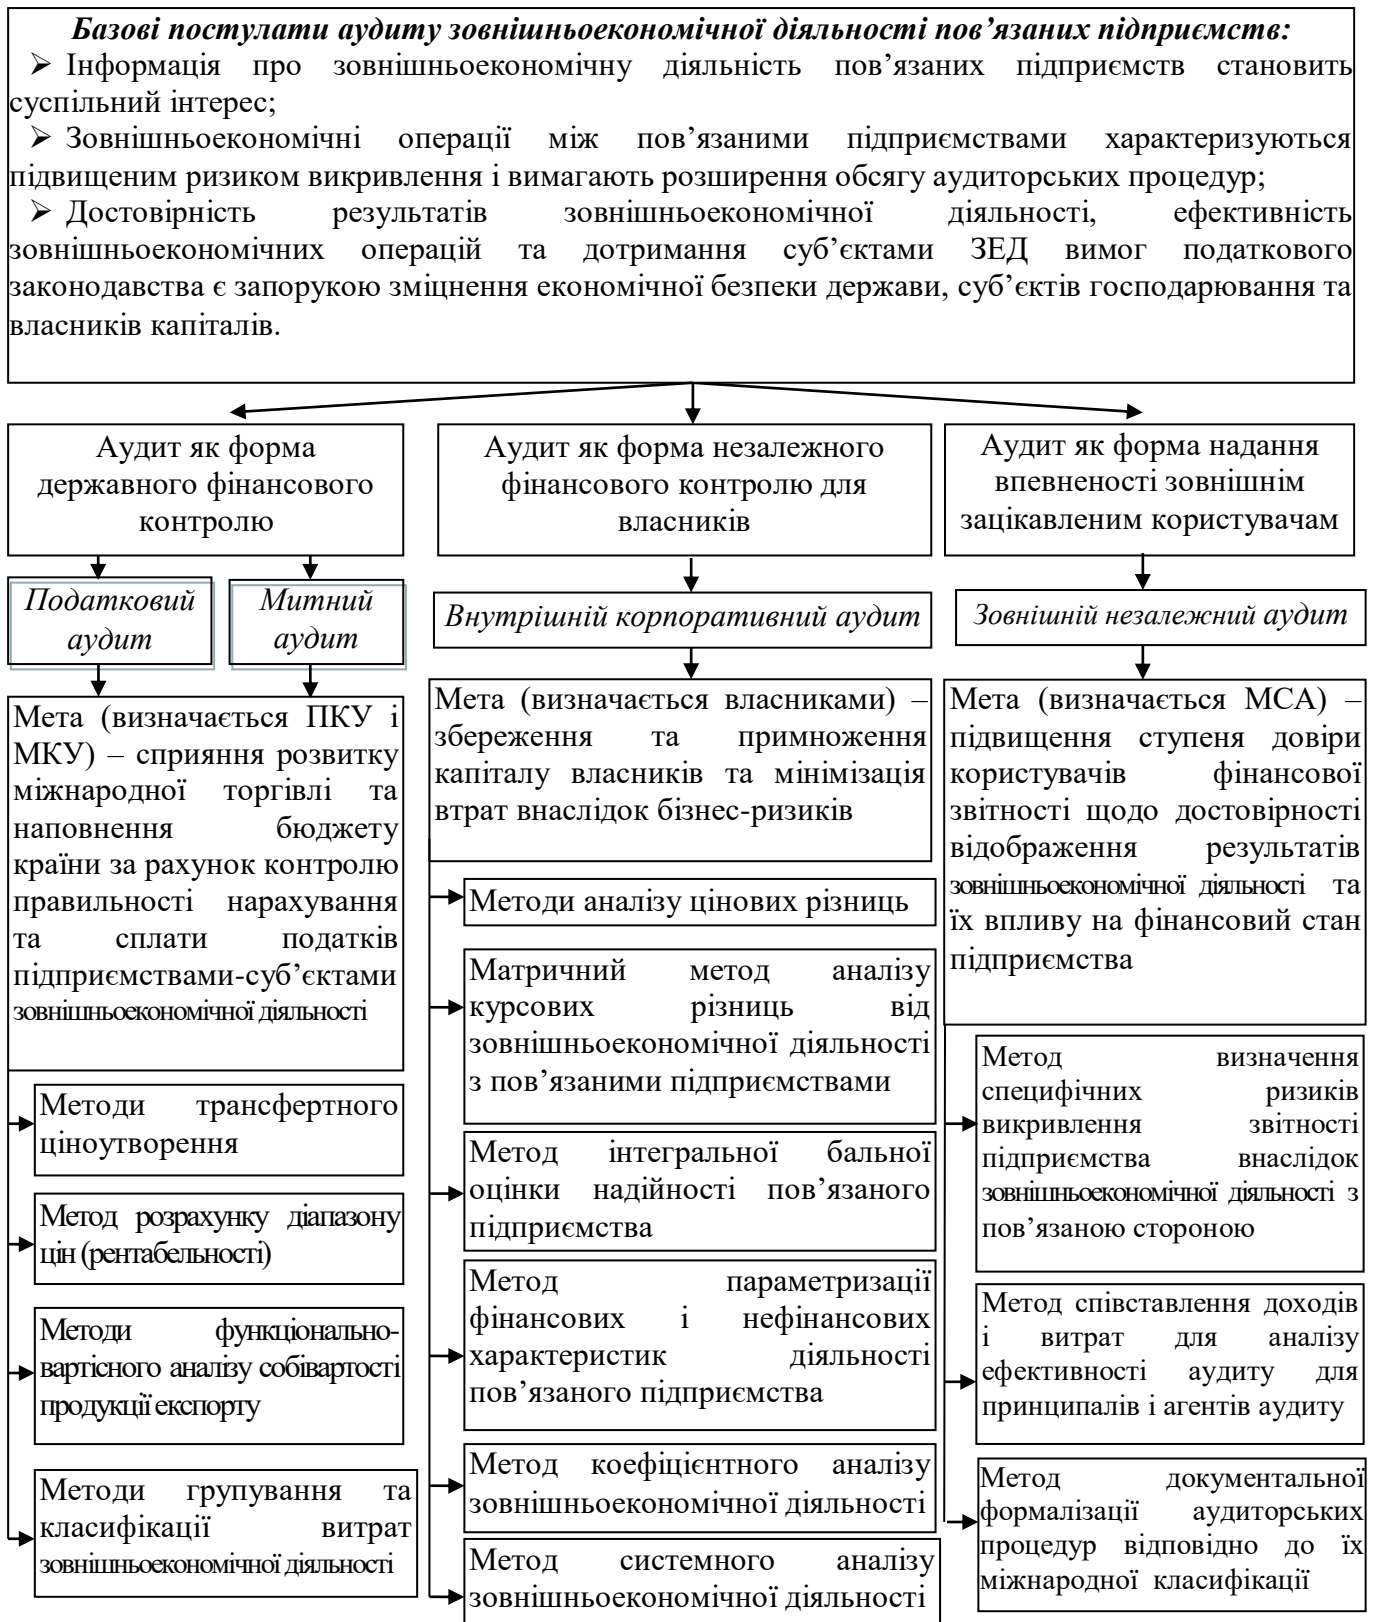 Базові постулати аудиту зовнішньоекономічної діяльності пов’язаних підприємств:
➢ Інформація про зовнішньоекономічну діяльність пов’язаних підприємств становить
суспільний інтерес;
➢ Зовнішньоекономічні операції між пов’язаними підприємствами характеризуються
підвищеним ризиком викривлення і вимагають розширення обсягу аудиторських процедур;
➢ Достовірність результатів зовнішньоекономічної діяльності, ефективність
зовнішньоекономічних операцій та дотримання суб’єктами ЗЕД вимог податкового
законодавства є запорукою зміцнення економічної безпеки держави, суб’єктів господарювання та
власників капіталів.
Аудит як форма
державного фінансового
контролю
Аудит як форма незалежного
фінансового контролю для
власників
Аудит як форма надання
впевненості зовнішнім
зацікавленим користувачам
Податковий
аудит
Митний
аудит
Внутрішній корпоративний аудит
Зовнішній незалежний аудит
Мета (визначається ПКУ і
МКУ) – сприяння розвитку
міжнародної торгівлі та
наповнення бюджету
країни за рахунок контролю
правильності нарахування
та сплати податків
підприємствами-суб’єктами
зовнішньоекономічної діяльності
Методи трансфертного
ціноутворення
Метод розрахунку діапазону
цін (рентабельності)
Методи функціонально-
вартісного аналізу собівартості
продукції експорту
Методи групування та
класифікації витрат
зовнішньоекономічної діяльності
Мета (визначається власниками) –
збереження та примноження
капіталу власників та мінімізація
втрат внаслідок бізнес-ризиків
Методи аналізу цінових різниць
Матричний метод аналізу
курсових різниць від
зовнішньоекономічної діяльності
з пов’язаними підприємствами
Метод інтегральної бальної
оцінки надійності пов’язаного
підприємства
Метод параметризації
фінансових і нефінансових
характеристик діяльності
пов’язаного підприємства
Метод коефіцієнтного аналізу
зовнішньоекономічної діяльності
Метод системного аналізу
зовнішньоекономічної діяльності
Мета (визначається МСА) –
підвищення ступеня довіри
користувачів фінансової
звітності щодо достовірності
відображення результатів
зовнішньоекономічної діяльності та
їх впливу на фінансовий стан
підприємства
Метод визначення
специфічних ризиків
викривлення звітності
підприємства внаслідок
зовнішньоекономічної діяльності з
пов’язаною стороною
Метод співставлення доходів
і витрат для аналізу
ефективності аудиту для
принципалів і агентів аудиту
Метод документальної
формалізації аудиторських
процедур відповідно до їх
міжнародної класифікації